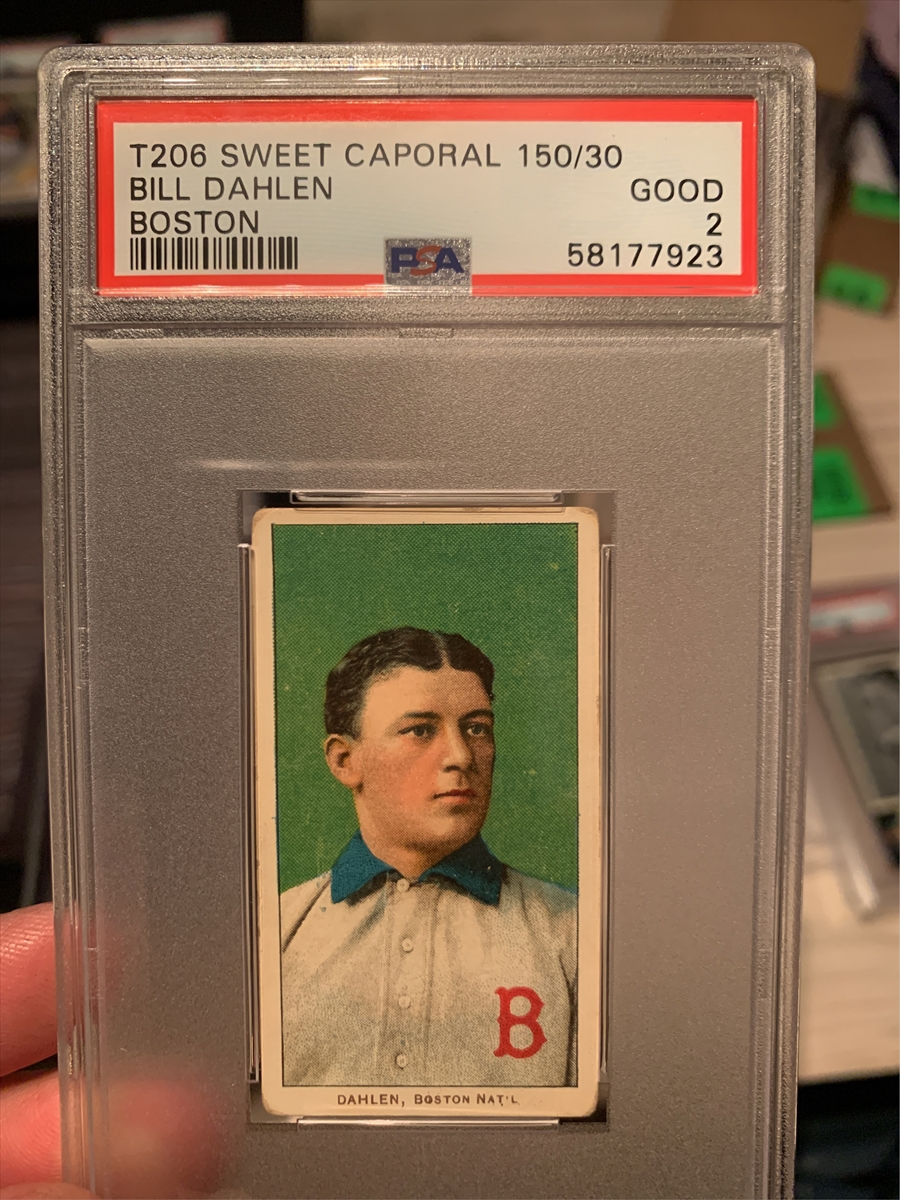 T206 SWEET CAPORAL 150/30
BILL DAHLEN GOOD
BOSTON 2
PSA 58177923
B
DAHLEN, BOSTON NAT'L